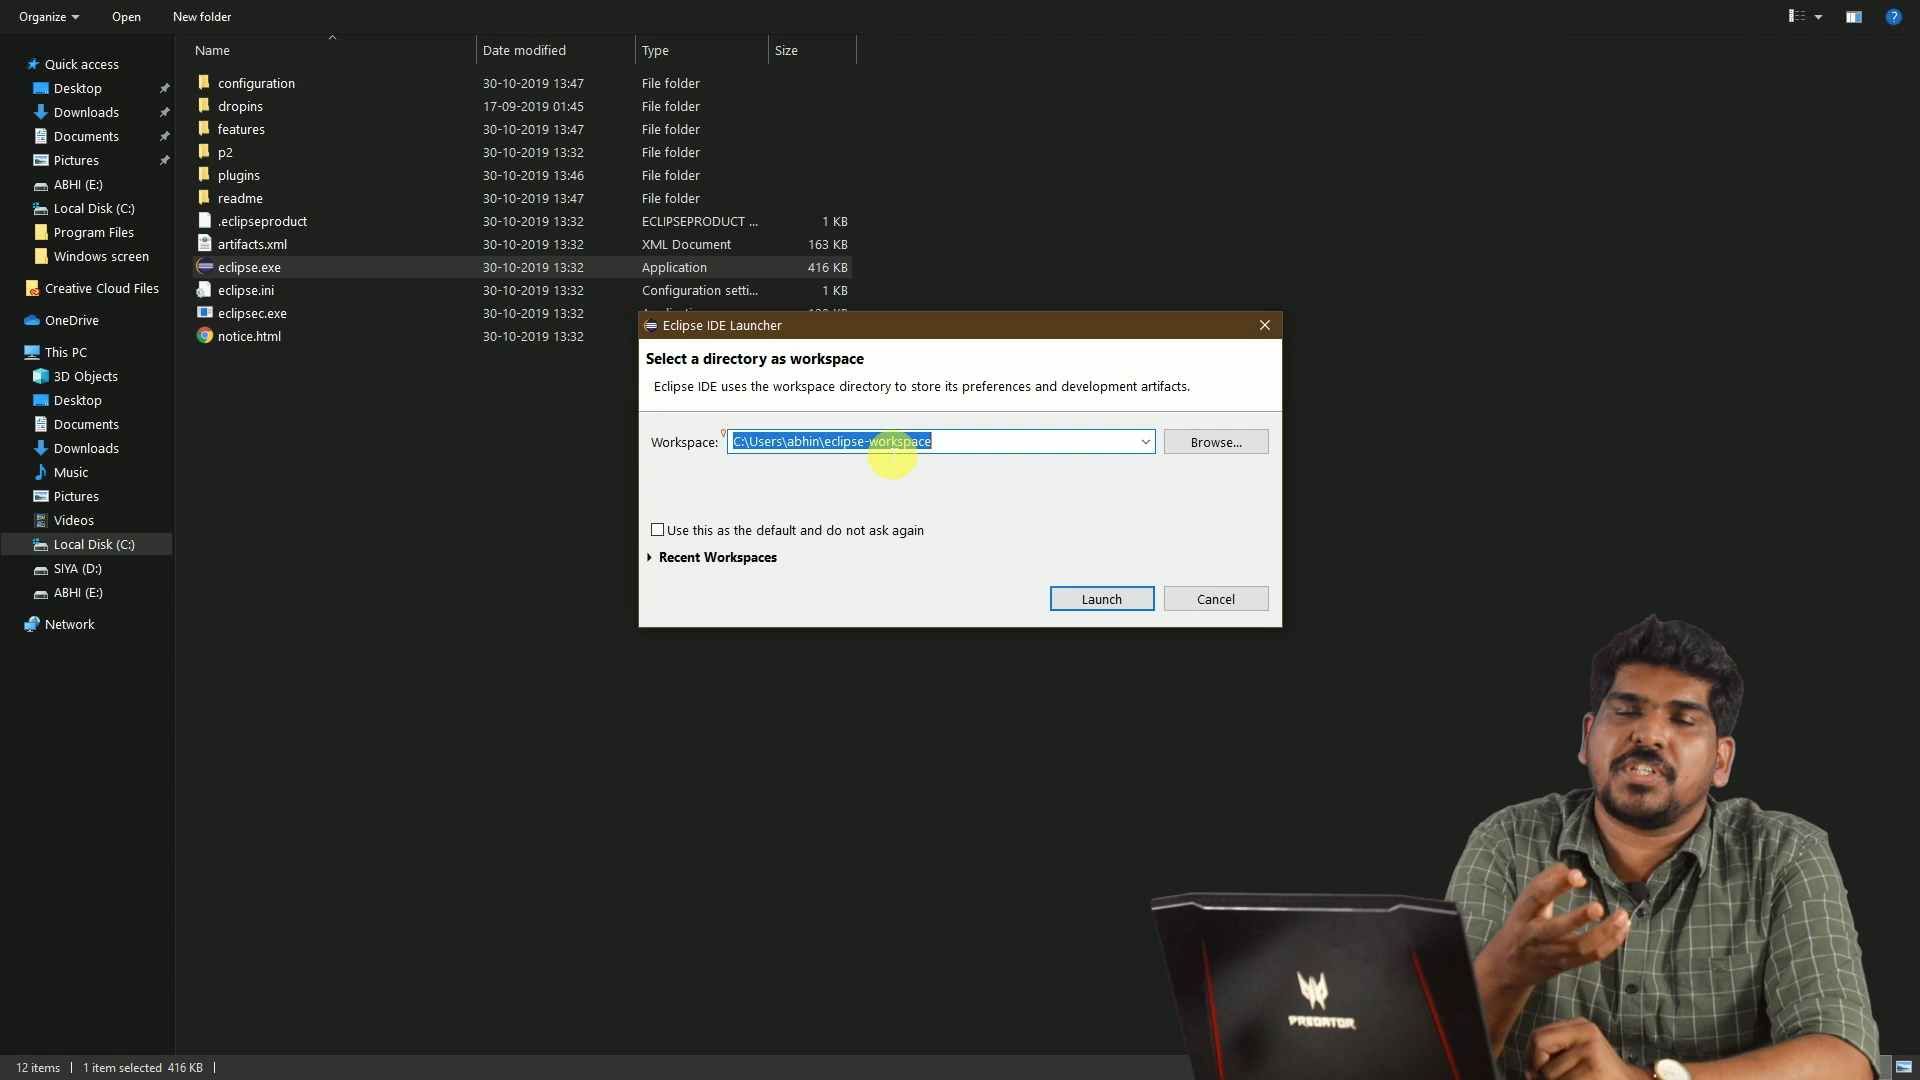 Organize
Open
New folder
Name
Date modified
Type
Size
Quick access
Desktop
Downloads
Documents
Pictures
ABHI (E:)
Local Disk (C:)
Program Files
Windows screen
Creative Cloud Files
OneDrive
This PC
3D Objects
Desktop
Documents
Downloads
Music
Pictures
Videos
Local Disk (C:)
SIYA (D:)
ABHI (E:)
Network
configuration 30-10-2019 13:47 File folder
dropins 17-09-2019 01:45 File folder
features 30-10-2019 13:47 File folder
p2 30-10-2019 13:32 File folder
plugins 30-10-2019 13:46 File folder
readme 30-10-2019 13:47 File folder
.eclipseproduct 30-10-2019 13:32 ECLIPSEPRODUCT ... 1 KB
artifacts.xml 30-10-2019 13:32 XML Document 163 KB
eclipse.exe 30-10-2019 13:32 Application 416 KB
eclipse.ini 30-10-2019 13:32 Configuration setti... 1 KB
eclipsec.exe 30-10-2019 13:32
notice.html 30-10-2019 13:32
Eclipse IDE Launcher
Select a directory as workspace
Eclipse IDE uses the workspace directory to store its preferences and development artifacts.
Workspace: C:\Users\abhin\eclipse-workspace Browse...
Use this as the default and do not ask again
Recent Workspaces
Launch Cancel
PREDATOR
12 items 1 item selected 416 KB